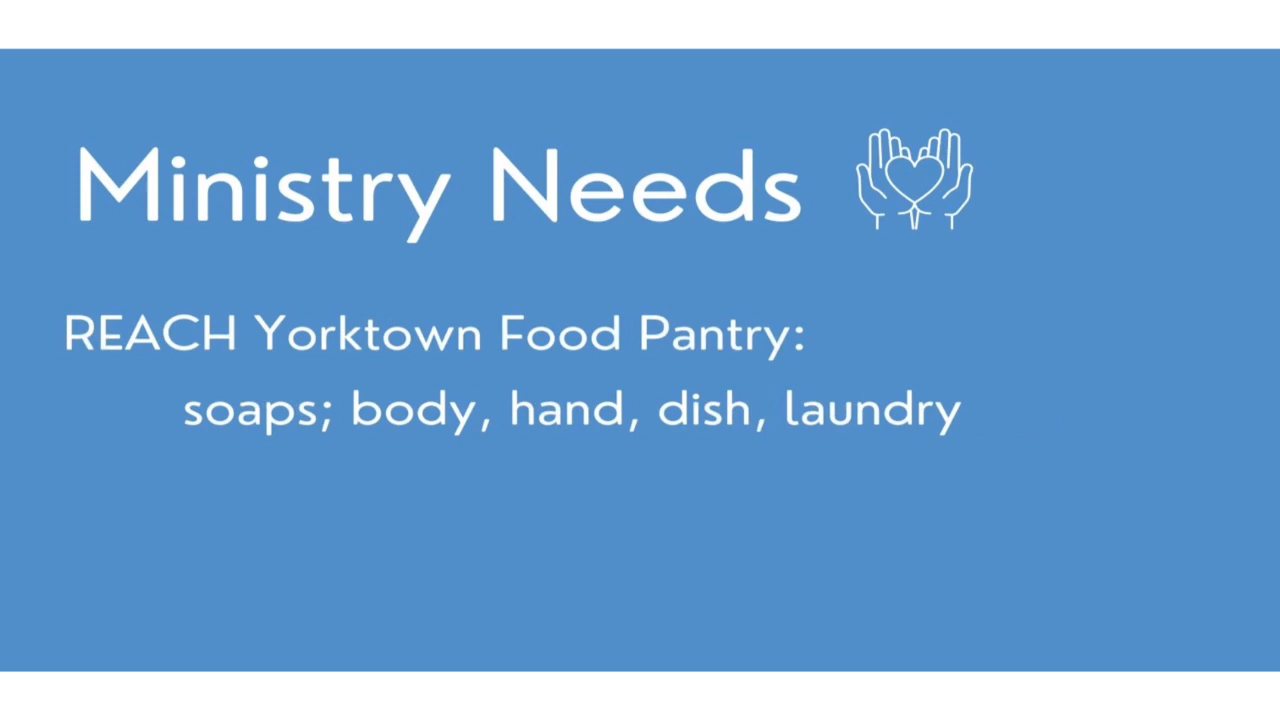 Ministry Needs
REACH Yorktown Food Pantry:
soaps; body, hand, dish, laundry